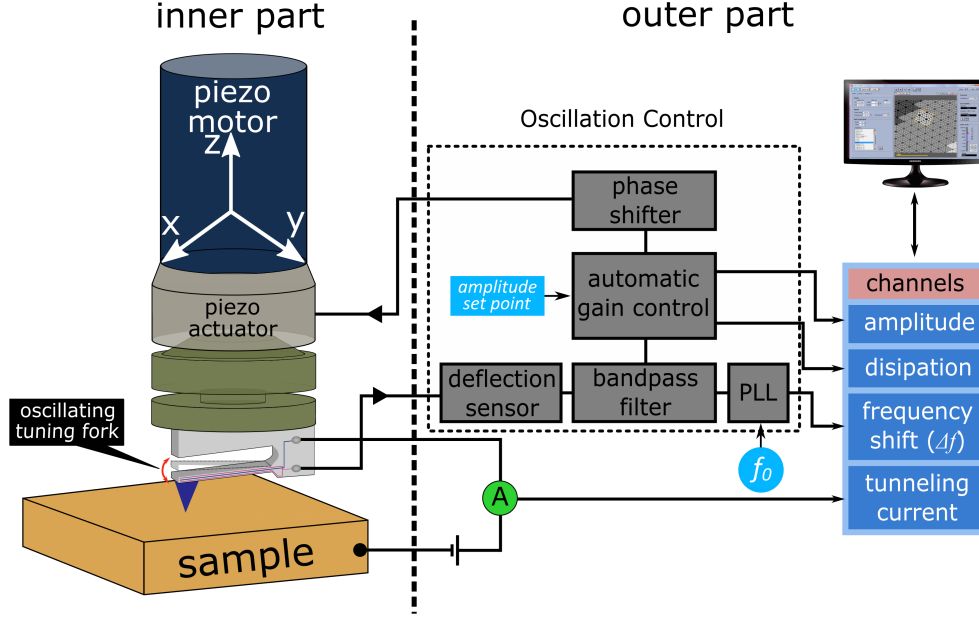 inner part
outer part
piezo
motor
z
x
y
piezo
actuator
oscillating
tuning fork
sample
Oscillation Control
phase
shifter
amplitude
set point
automatic
gain control
deflection
sensor
bandpass
filter
PLL
f0
A
channels
amplitude
disipation
frequency
shift (Δf)
tunneling
current